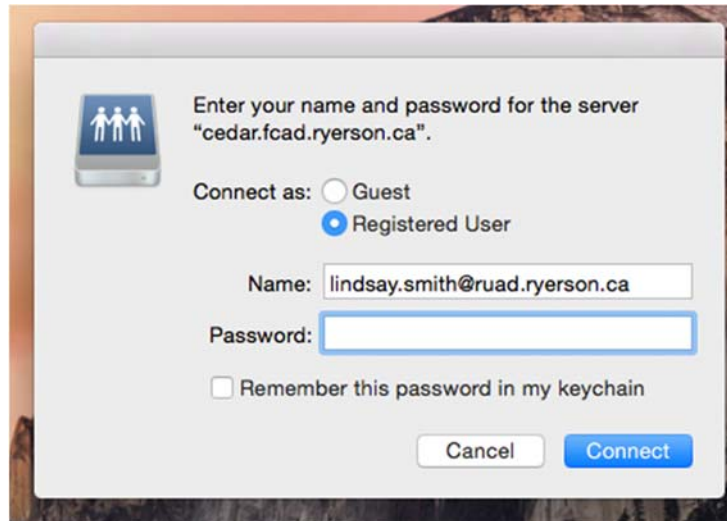 Enter your name and password for the server
“cedar.fcad.ryerson.ca”.
Connect as: Guest
Registered User
Name: lindsay.smith@ruad.ryerson.ca
Password:
Remember this password in my keychain
Cancel Connect